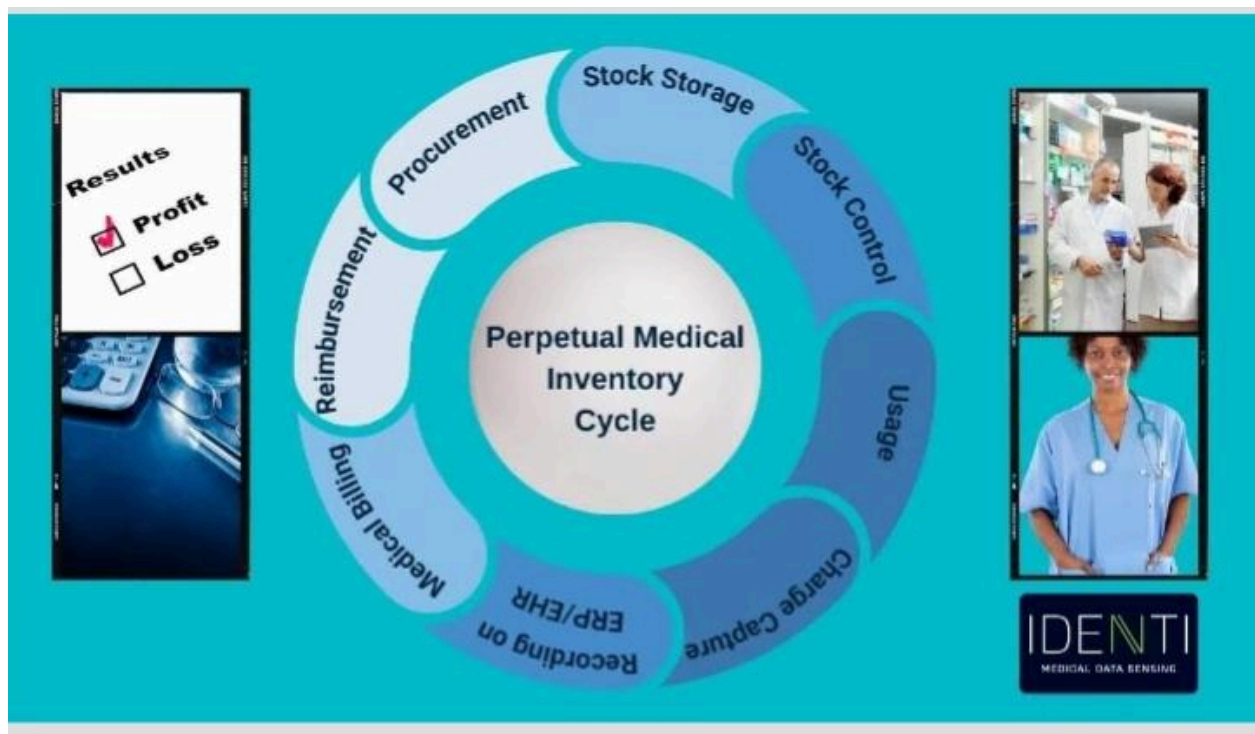 Results
Profit
Loss
Procurement
Stock Storage
Stock Control
Usage
Charge Capture
Recording on
ERP/EHR
Medical Billing
Reimbursement
Perpetual Medical
Inventory
Cycle
IDENTI
MEDICAL DATA SENSING